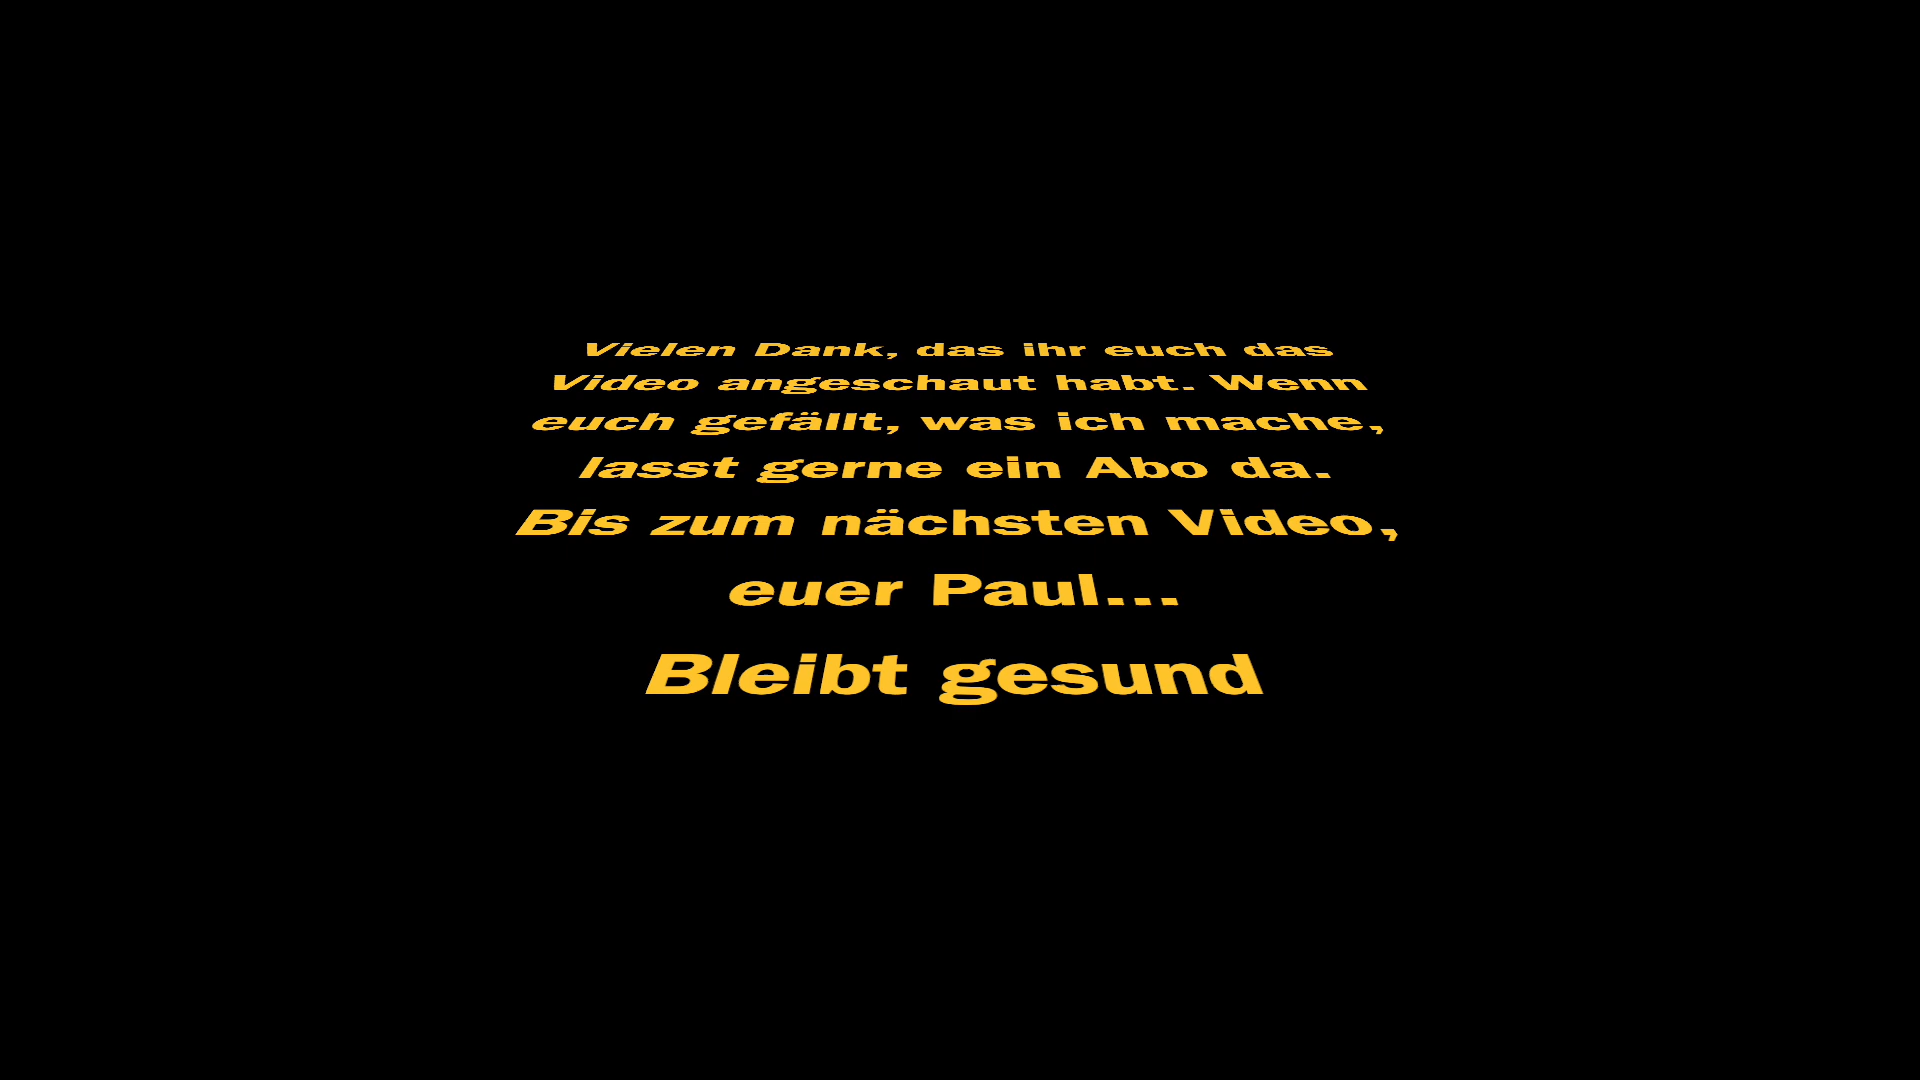 Vielen Dank, das ihr euch das
Video angeschaut habt. Wenn
euch gefällt, was ich mache,
lasst gerne ein Abo da.
Bis zum nächsten Video,
euer Paul...
Bleibt gesund